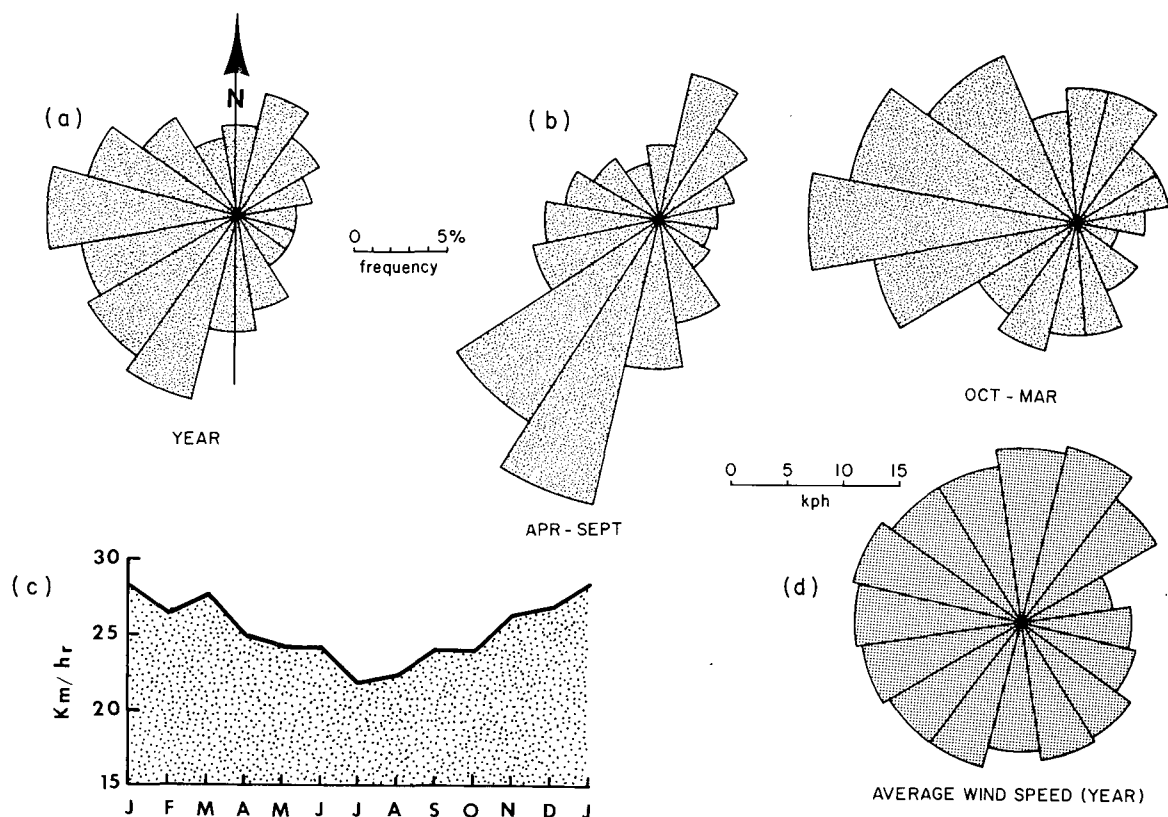 (a)
N
0 5%
frequency
YEAR
(b)
APR - SEPT
OCT - MAR
(c)
Km/hr
30
25
20
15
J F M A M J J A S O N D J
0 5 10 15
kph
(d)
AVERAGE WIND SPEED (YEAR)